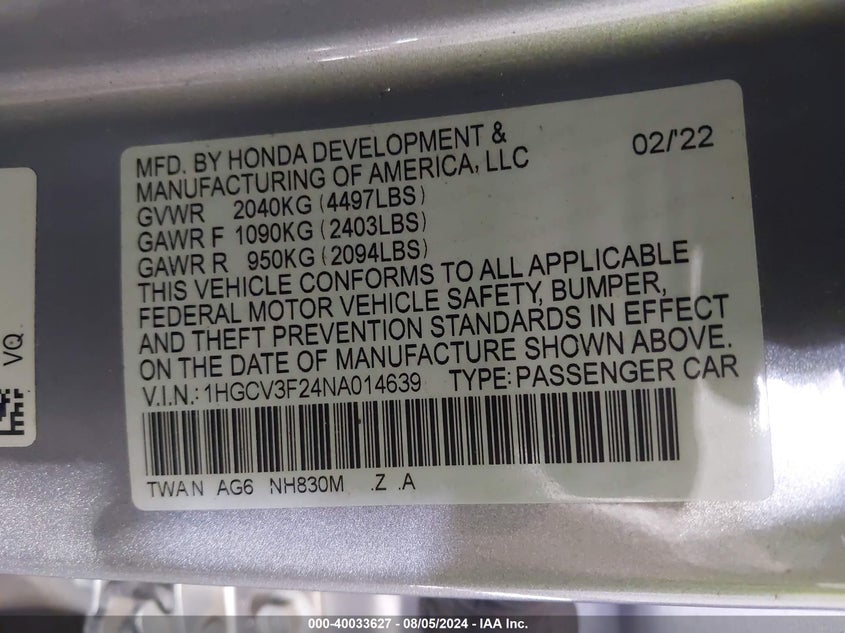 MFD. BY HONDA DEVELOPMENT & 02/'22
MANUFACTURING OF AMERICA, LLC
GVWR 2040KG (4497LBS)
GAWR F 1090KG (2403LBS)
GAWR R 950KG (2094LBS)
THIS VEHICLE CONFORMS TO ALL APPLICABLE
FEDERAL MOTOR VEHICLE SAFETY, BUMPER,
AND THEFT PREVENTION STANDARDS IN EFFECT
ON THE DATE OF MANUFACTURE SHOWN ABOVE.
V.I.N.: 1HGCV3F24NA014639 TYPE: PASSENGER CAR
TWAN AG6 NH830M .Z .A
VQ
000-40033627 - 08/05/2024 - IAA Inc.